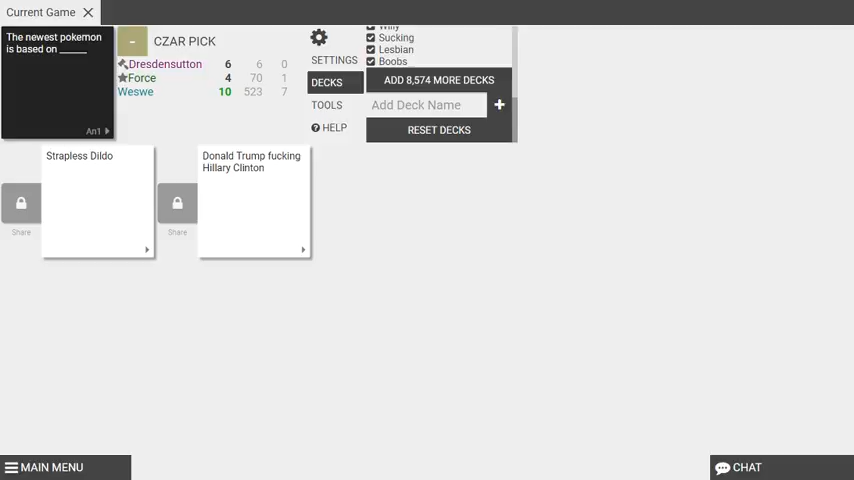 Current Game
The newest pokemon
is based on ______
An1
-
CZAR PICK
Dresdensutton 6 6 0
Force 4 70 1
Weswe 10 523 7
SETTINGS
DECKS
TOOLS
HELP
Willy
Sucking
Lesbian
Boobs
ADD 8,574 MORE DECKS
Add Deck Name +
RESET DECKS
Strapless Dildo
Share
Donald Trump fucking
Hillary Clinton
Share
MAIN MENU
CHAT